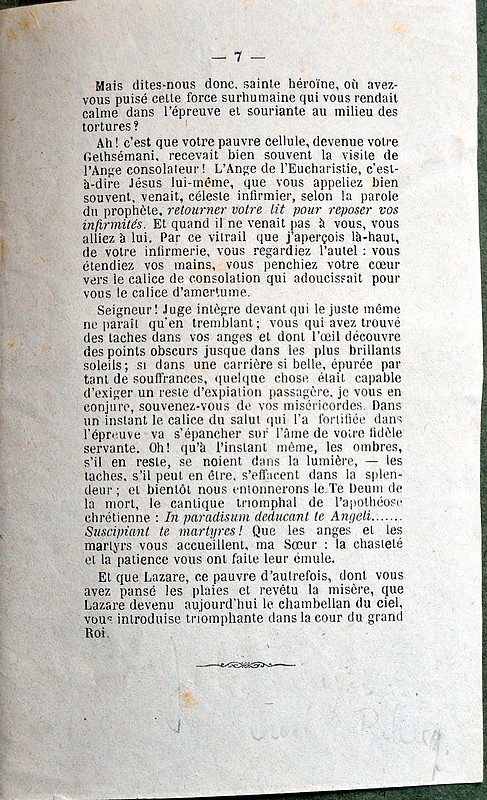 — 7 —
Mais dites-nous donc, sainte héroïne, où avez-
vous puisé cette force surhumaine qui vous rendait
calme dans l'épreuve et souriante au milieu des
tortures ?
Ah ! c'est que votre pauvre cellule, devenue votre
Gethsémani, recevait bien souvent la visite de
l'Ange consolateur ! L'Ange de l'Eucharistie, c'est-
à-dire Jésus lui-même, que vous appeliez bien
souvent, venait, céleste infirmier, selon la parole
du prophète, retourner votre lit pour reposer vos
infirmités. Et quand il ne venait pas à vous, vous
alliez à lui. Par ce vitrail que j'aperçois là-haut,
de votre infirmerie, vous regardiez l'autel : vous
étendiez vos mains, vous penchiez votre cœur
vers le calice de consolation qui adoucissait pour
vous le calice d'amertume.
Seigneur ! Juge intègre devant qui le juste même
ne paraît qu'en tremblant ; vous qui avez trouvé
des taches dans vos anges et dont l'œil découvre
des points obscurs jusque dans les plus brillants
soleils ; si dans une carrière si belle, épurée par
tant de souffrances, quelque chose était capable
d'exiger un reste d'expiation passagère, je vous en
conjure, souvenez-vous de vos miséricordes. Dans
un instant le calice du salut qui l'a fortifiée dans
l'épreuve va s'épancher sur l'âme de votre fidèle
servante. Oh ! qu'à l'instant même, les ombres,
s'il en reste, se noient dans la lumière, — les
taches, s'il peut en être, s'effacent dans la splen-
deur ; et bientôt nous entonnerons le Te Deum de
la mort, le cantique triomphal de l'apothéose
chrétienne : In paradisum deducant te Angeli.......
Suscipiant te martyres ! Que les anges et les
martyrs vous accueillent, ma Sœur : la chasteté
et la patience vous ont faite leur émule.
Et que Lazare, ce pauvre d'autrefois, dont vous
avez pansé les plaies et revêtu la misère, que
Lazare devenu aujourd'hui le chambellan du ciel,
vous introduise triomphante dans la cour du grand
Roi.